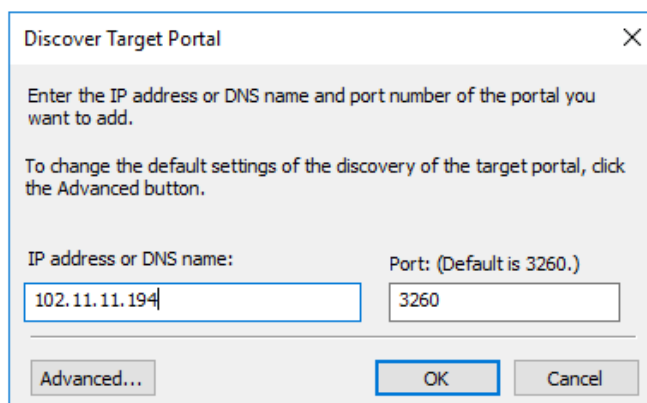 Discover Target Portal
Enter the IP address or DNS name and port number of the portal you
want to add.
To change the default settings of the discovery of the target portal, click
the Advanced button.
IP address or DNS name:
Port: (Default is 3260.)
102.11.11.194
3260
Advanced...
OK
Cancel